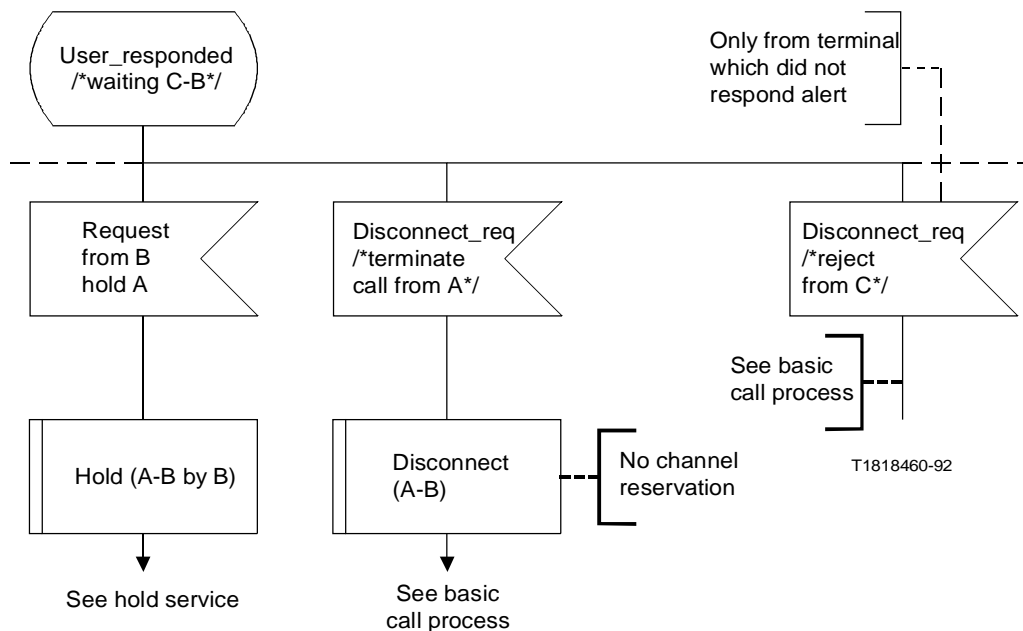 User_responded
/*waiting C-B*/
Only from terminal
which did not
respond alert
Request
from B
hold A
Disconnect_req
/*terminate
call from A*/
Disconnect_req
/*reject
from C*/
See basic
call process
Hold (A-B by B)
Disconnect
(A-B)
No channel
reservation
T1818460-92
See hold service
See basic
call process